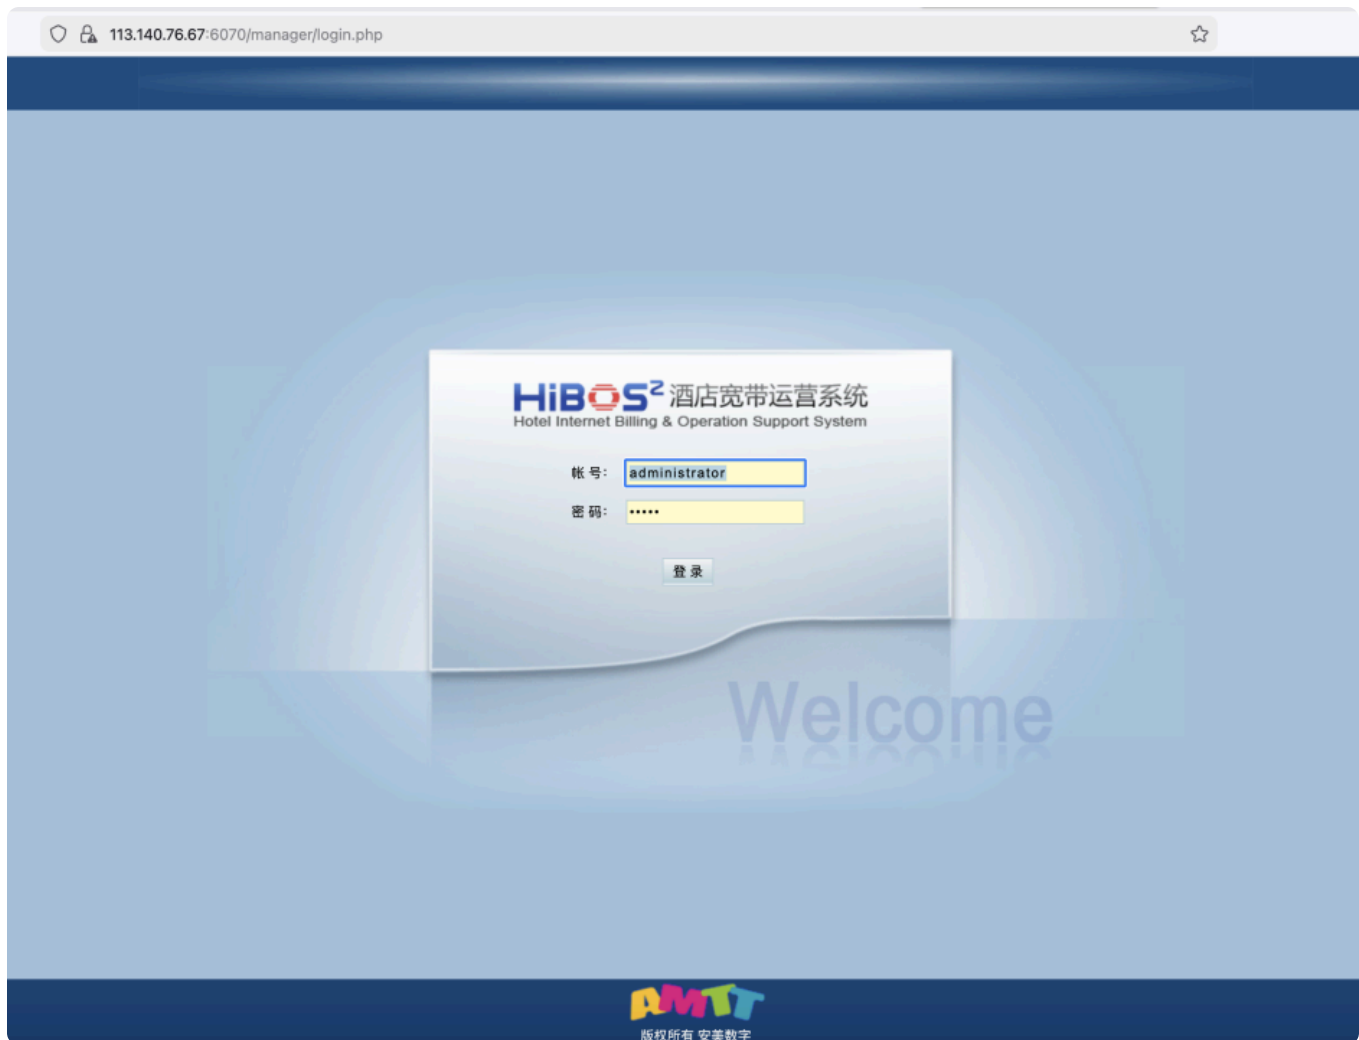 113.140.76.67:6070/manager/login.php
HiBOS² 酒店宽带运营系统
Hotel Internet Billing & Operation Support System
帐 号： administrator
密 码： •••••
登 录
Welcome
AMTT
版权所有 安美数字